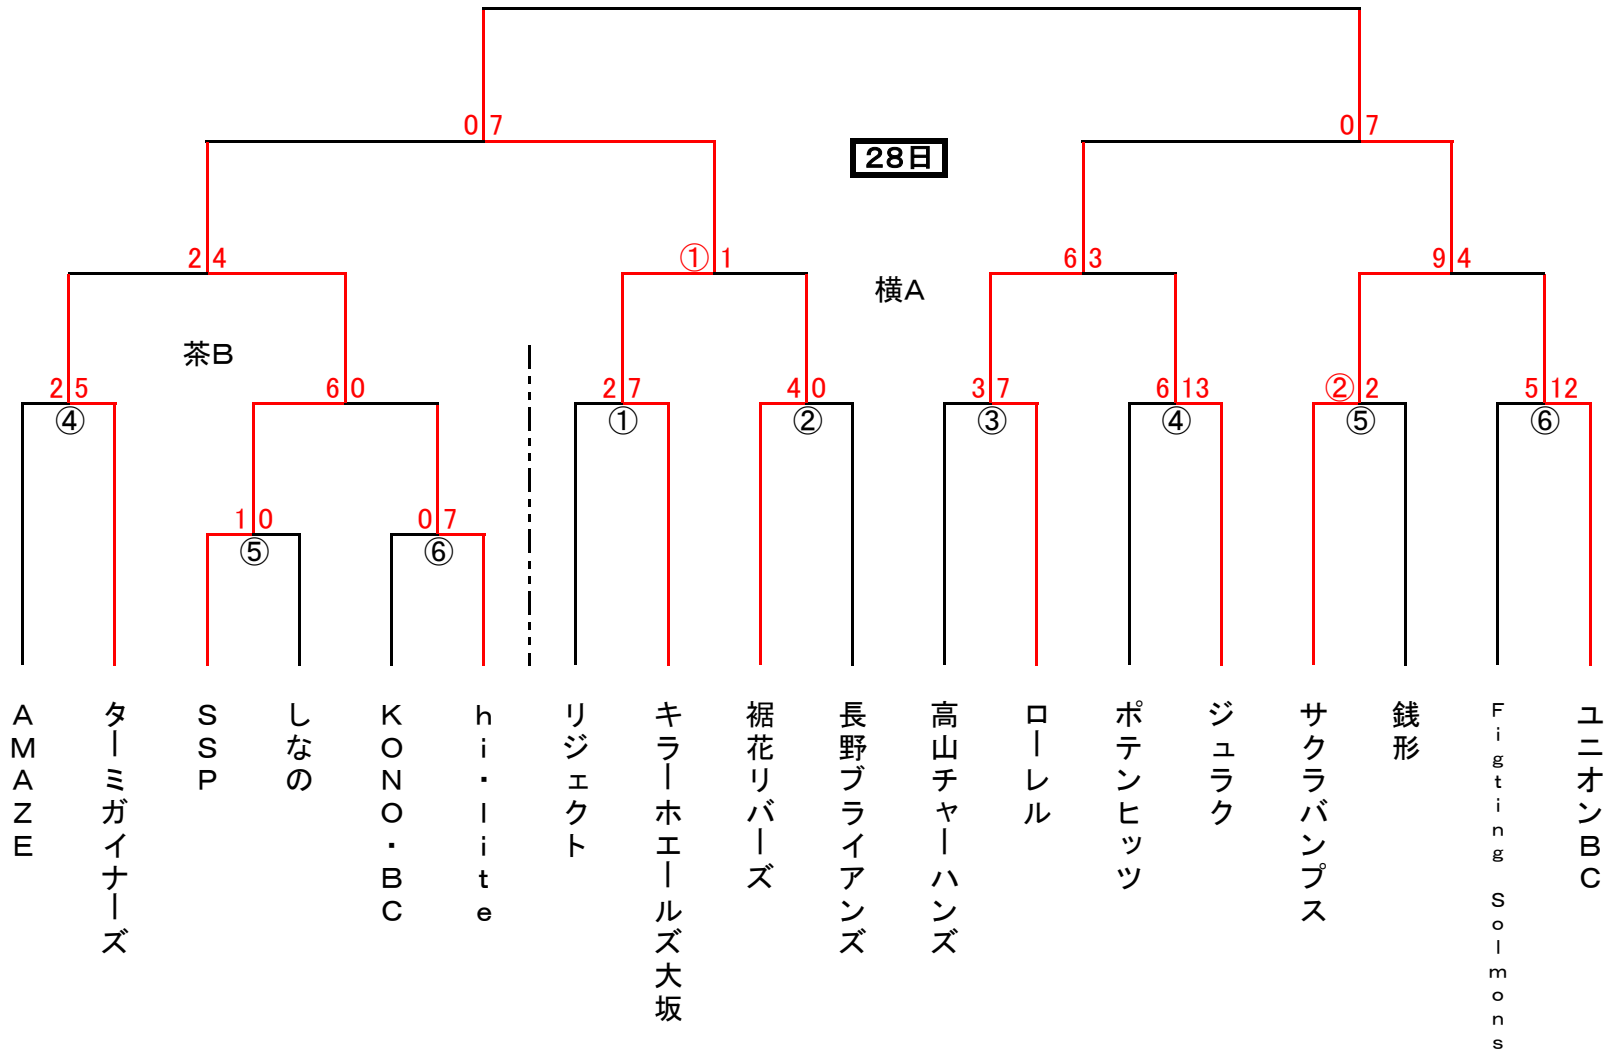 0 7
0 7
28日
2 4
① 1
6 3
9 4
横A
茶B
2 5
6 0
2 7
4 0
3 7
6 13
② 2
5 12
④
①
②
③
④
⑤
⑥
1 0
0 7
⑤
⑥
AMAZE
ターミガイナーズ
SSP
しなの
KONO・BC
hi・lite
リジェクト
キラーホエールズ大坂
裾花リバーズ
長野ブライアンズ
高山チャーハンズ
ローレル
ポテンヒッツ
ジュラク
サクラバンプス
銭形
Figting Solmons
ユニオンBC